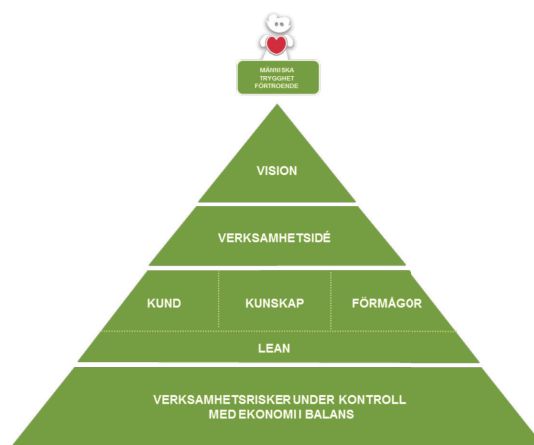 MÄNNISKA
TRYGGHET
FÖRTROENDE
VISION
VERKSAMHETSIDÉ
KUND KUNSKAP FÖRMÅGOR
LEAN
VERKSAMHETSRISKER UNDER KONTROLL
MED EKONOMI I BALANS